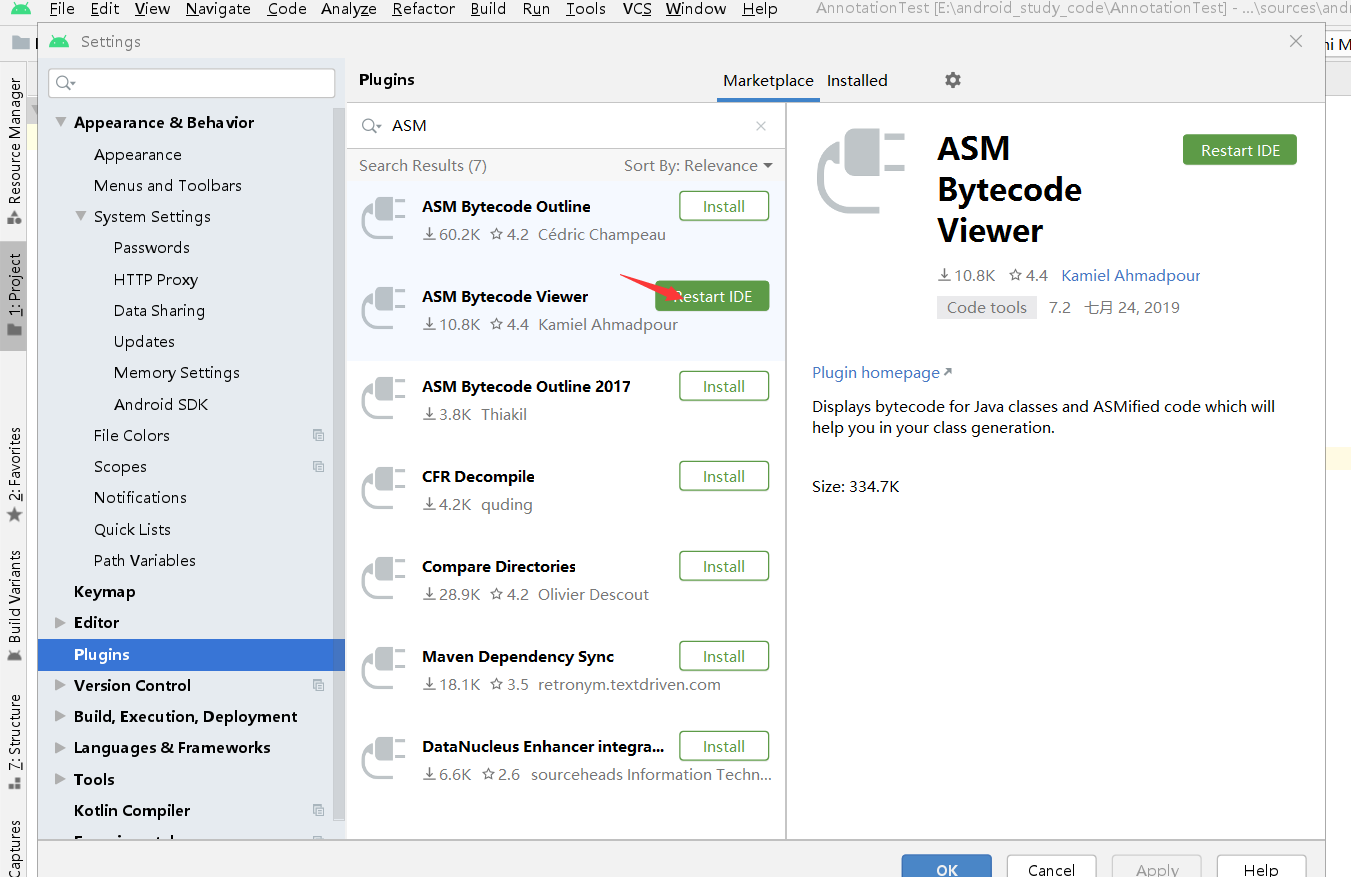 File Edit View Navigate Code Analyze Refactor Build Run Tools VCS Window Help AnnotationTest [E:\android_study_code\AnnotationTest] - ...\sources\andr
Settings
Resource Manager
1: Project
2: Favorites
Build Variants
Z: Structure
Captures
Appearance & Behavior
Appearance
Menus and Toolbars
System Settings
Passwords
HTTP Proxy
Data Sharing
Updates
Memory Settings
Android SDK
File Colors
Scopes
Notifications
Quick Lists
Path Variables
Keymap
Editor
Plugins
Version Control
Build, Execution, Deployment
Languages & Frameworks
Tools
Kotlin Compiler
Plugins Marketplace Installed
ASM
Search Results (7) Sort By: Relevance
ASM Bytecode Outline Install
60.2K 4.2 Cédric Champeau
ASM Bytecode Viewer Restart IDE
10.8K 4.4 Kamiel Ahmadpour
ASM Bytecode Outline 2017 Install
3.8K Thiakil
CFR Decompile Install
4.2K quding
Compare Directories Install
28.9K 4.2 Olivier Descout
Maven Dependency Sync Install
18.1K 3.5 retronym.textdriven.com
DataNucleus Enhancer integra... Install
6.6K 2.6 sourceheads Information Techn...
ASM
Bytecode
Viewer
Restart IDE
10.8K 4.4 Kamiel Ahmadpour
Code tools 7.2 七月 24, 2019
Plugin homepage
Displays bytecode for Java classes and ASMified code which will
help you in your class generation.
Size: 334.7K
OK Cancel Apply Help